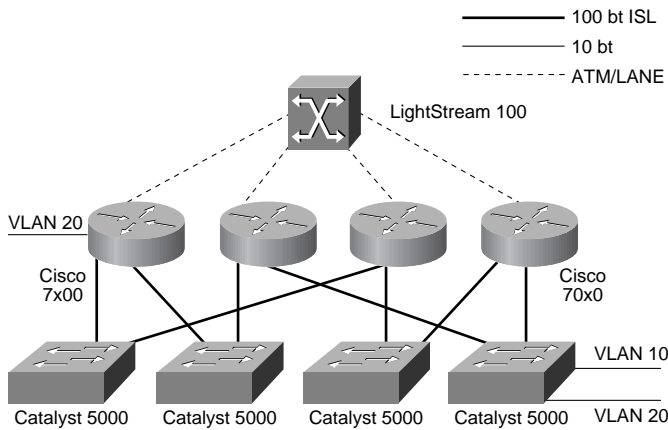 100 bt ISL
10 bt
ATM/LANE
LightStream 100
VLAN 20
Cisco
7x00
Cisco
70x0
VLAN 10
VLAN 20
Catalyst 5000
Catalyst 5000
Catalyst 5000
Catalyst 5000